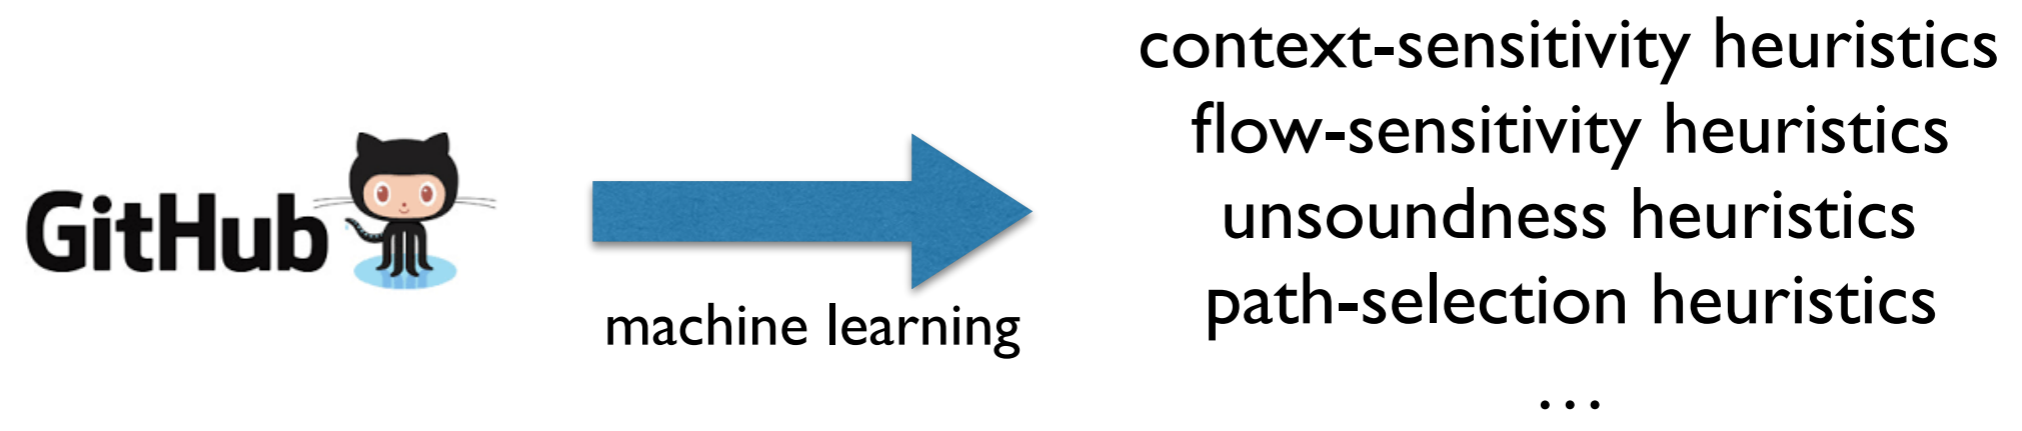 GitHub
machine learning
context-sensitivity heuristics
flow-sensitivity heuristics
unsoundness heuristics
path-selection heuristics
…